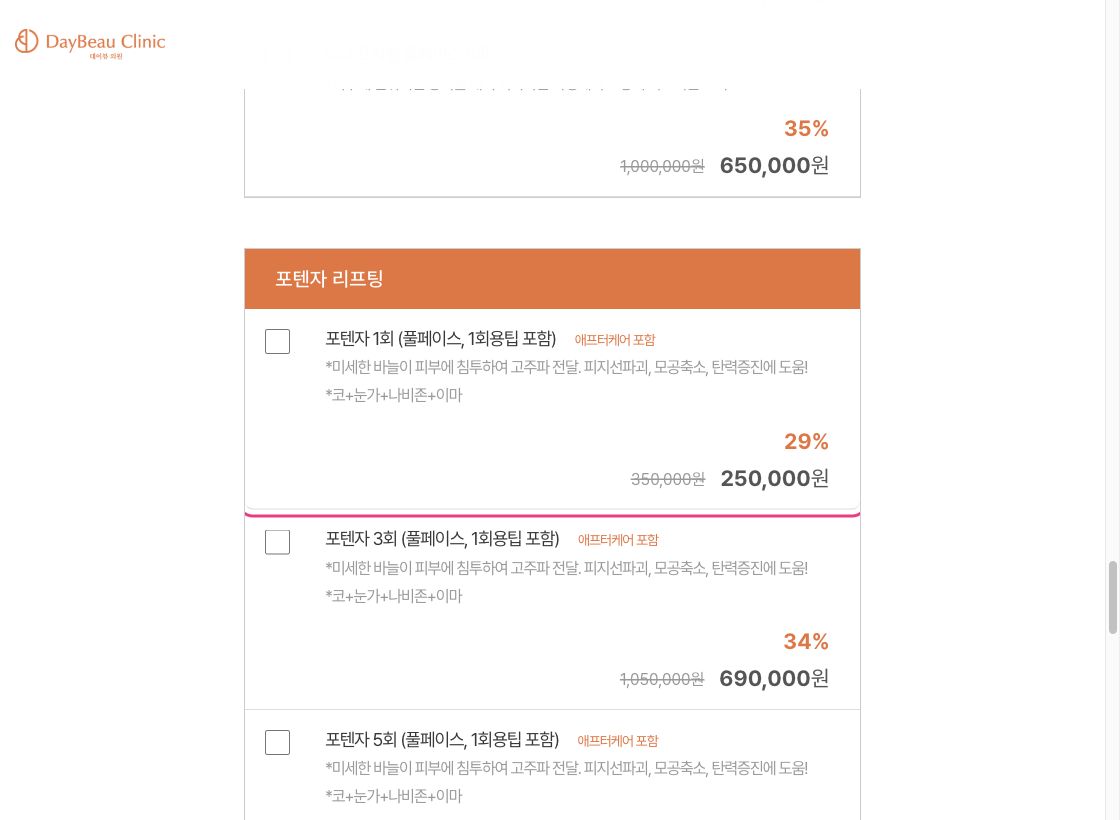 DayBeau Clinic
데이뷰 의원
35%
1,000,000원 650,000원
포텐자 리프팅
포텐자 1회 (풀페이스, 1회용팁 포함) 애프터케어 포함
*미세한 바늘이 피부에 침투하여 고주파 전달. 피지선파괴, 모공축소, 탄력증진에 도움!
*코+눈가+나비존+이마
29%
350,000원 250,000원
포텐자 3회 (풀페이스, 1회용팁 포함) 애프터케어 포함
*미세한 바늘이 피부에 침투하여 고주파 전달. 피지선파괴, 모공축소, 탄력증진에 도움!
*코+눈가+나비존+이마
34%
1,050,000원 690,000원
포텐자 5회 (풀페이스, 1회용팁 포함) 애프터케어 포함
*미세한 바늘이 피부에 침투하여 고주파 전달. 피지선파괴, 모공축소, 탄력증진에 도움!
*코+눈가+나비존+이마